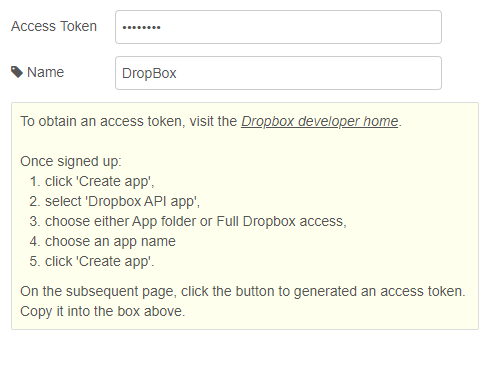 Access Token ••••••••
Name DropBox
To obtain an access token, visit the Dropbox developer home.
Once signed up:
1. click 'Create app',
2. select 'Dropbox API app',
3. choose either App folder or Full Dropbox access,
4. choose an app name
5. click 'Create app'.
On the subsequent page, click the button to generated an access token.
Copy it into the box above.